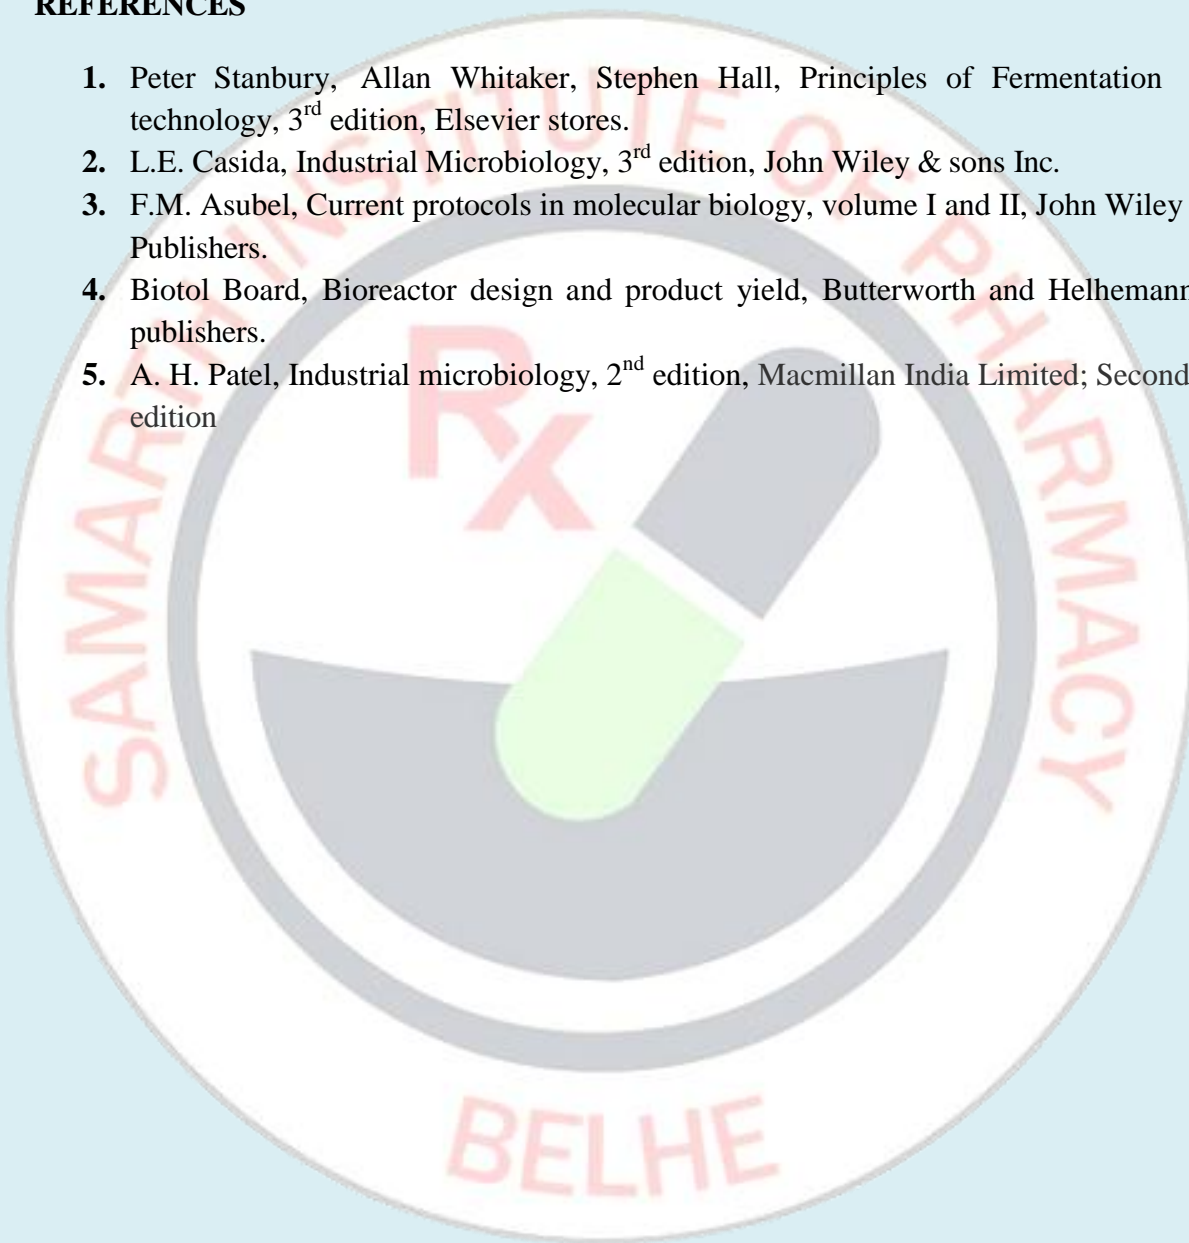 REFERENCES
1. Peter Stanbury, Allan Whitaker, Stephen Hall, Principles of Fermentation
technology, 3rd edition, Elsevier stores.
2. L.E. Casida, Industrial Microbiology, 3rd edition, John Wiley & sons Inc.
3. F.M. Asubel, Current protocols in molecular biology, volume I and II, John Wiley
Publishers.
4. Biotol Board, Bioreactor design and product yield, Butterworth and Helhemann
publishers.
5. A. H. Patel, Industrial microbiology, 2nd edition, Macmillan India Limited; Second
edition
SAMARTH INSTITUTE OF PHARMACY
Rx
BELHE